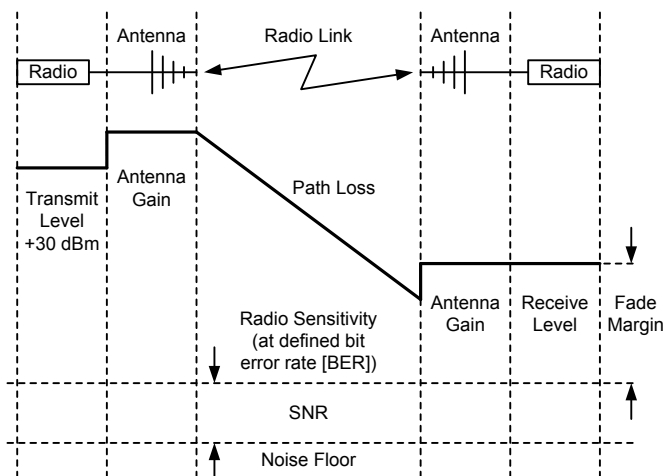 Antenna
Radio Link
Antenna
Radio
Radio
Transmit
Level
+30 dBm
Antenna
Gain
Path Loss
Radio Sensitivity
(at defined bit
error rate [BER])
Antenna
Gain
Receive
Level
Fade
Margin
SNR
Noise Floor